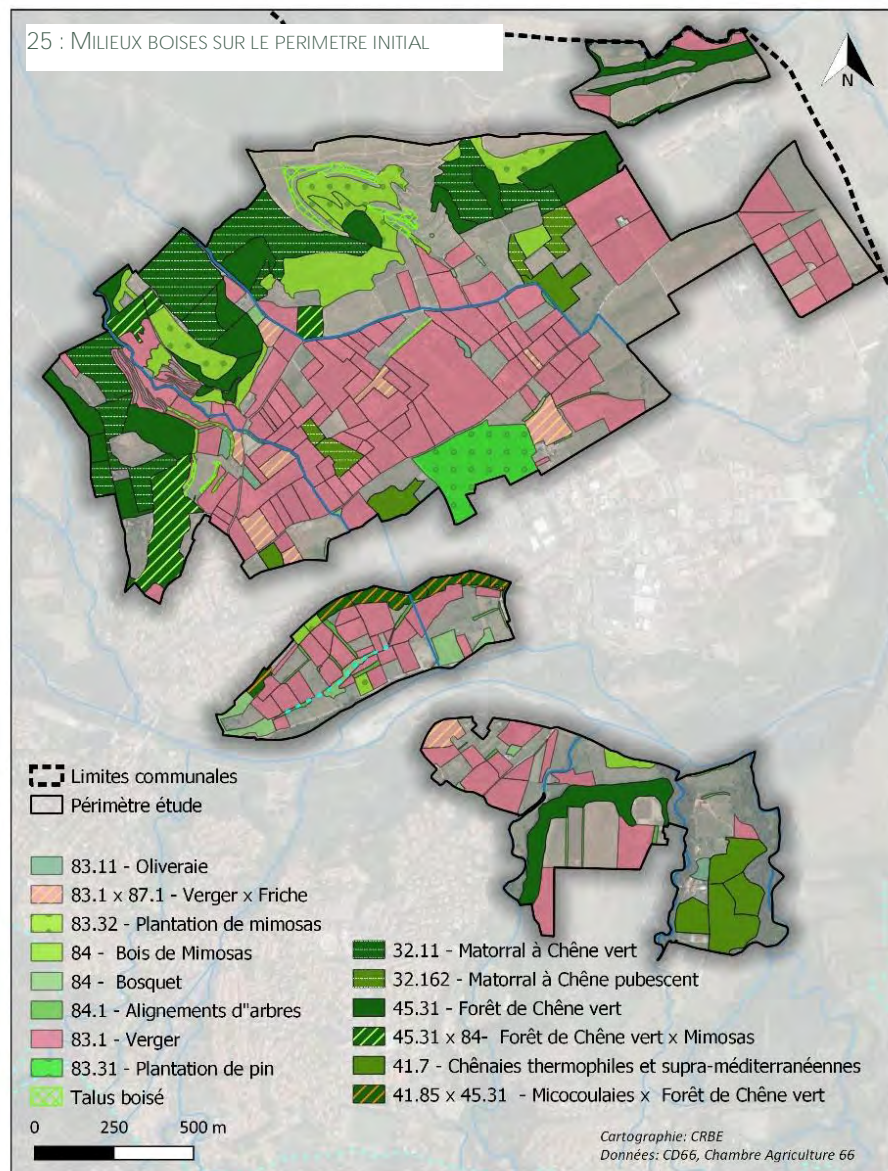 25 : MILIEUX BOISES SUR LE PERIMETRE INITIAL
N
Limites communales
Périmètre étude
83.11 - Oliveraie
83.1 x 87.1 - Verger x Friche
83.32 - Plantation de mimosas
84 - Bois de Mimosas
84 - Bosquet
84.1 - Alignements d"arbres
83.1 - Verger
83.31 - Plantation de pin
Talus boisé
32.11 - Matorral à Chêne vert
32.162 - Matorral à Chêne pubescent
45.31 - Forêt de Chêne vert
45.31 x 84- Forêt de Chêne vert x Mimosas
41.7 - Chênaies thermophiles et supra-méditerranéennes
41.85 x 45.31 - Micocoulaies x Forêt de Chêne vert
0 250 500 m
Cartographie: CRBE
Données: CD66, Chambre Agriculture 66